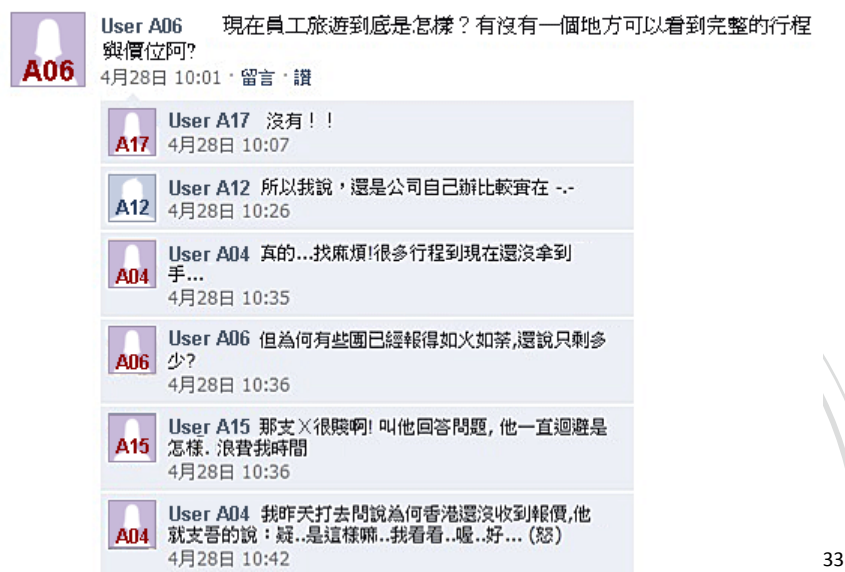 User A06 現在員工旅遊到底是怎樣？有沒有一個地方可以看到完整的行程
與價位阿?
A06
4月28日 10:01 · 留言 · 讚
User A17 沒有！！
A17 4月28日 10:07
User A12 所以我說，還是公司自己辦比較實在 -.-
A12 4月28日 10:26
User A04 真的...找麻煩!很多行程到現在還沒拿到
A04 手...
4月28日 10:35
User A06 但為何有些團已經報得如火如荼,還說只剩多
A06 少?
4月28日 10:36
User A15 那支╳很賤啊! 叫他回答問題, 他一直迴避是
A15 怎樣. 浪費我時間
4月28日 10:36
User A04 我昨天打去問說為何香港還沒收到報價,他
A04 就支吾的說：疑..是這樣嘛..我看看..喔..好... (怒)
4月28日 10:42
33